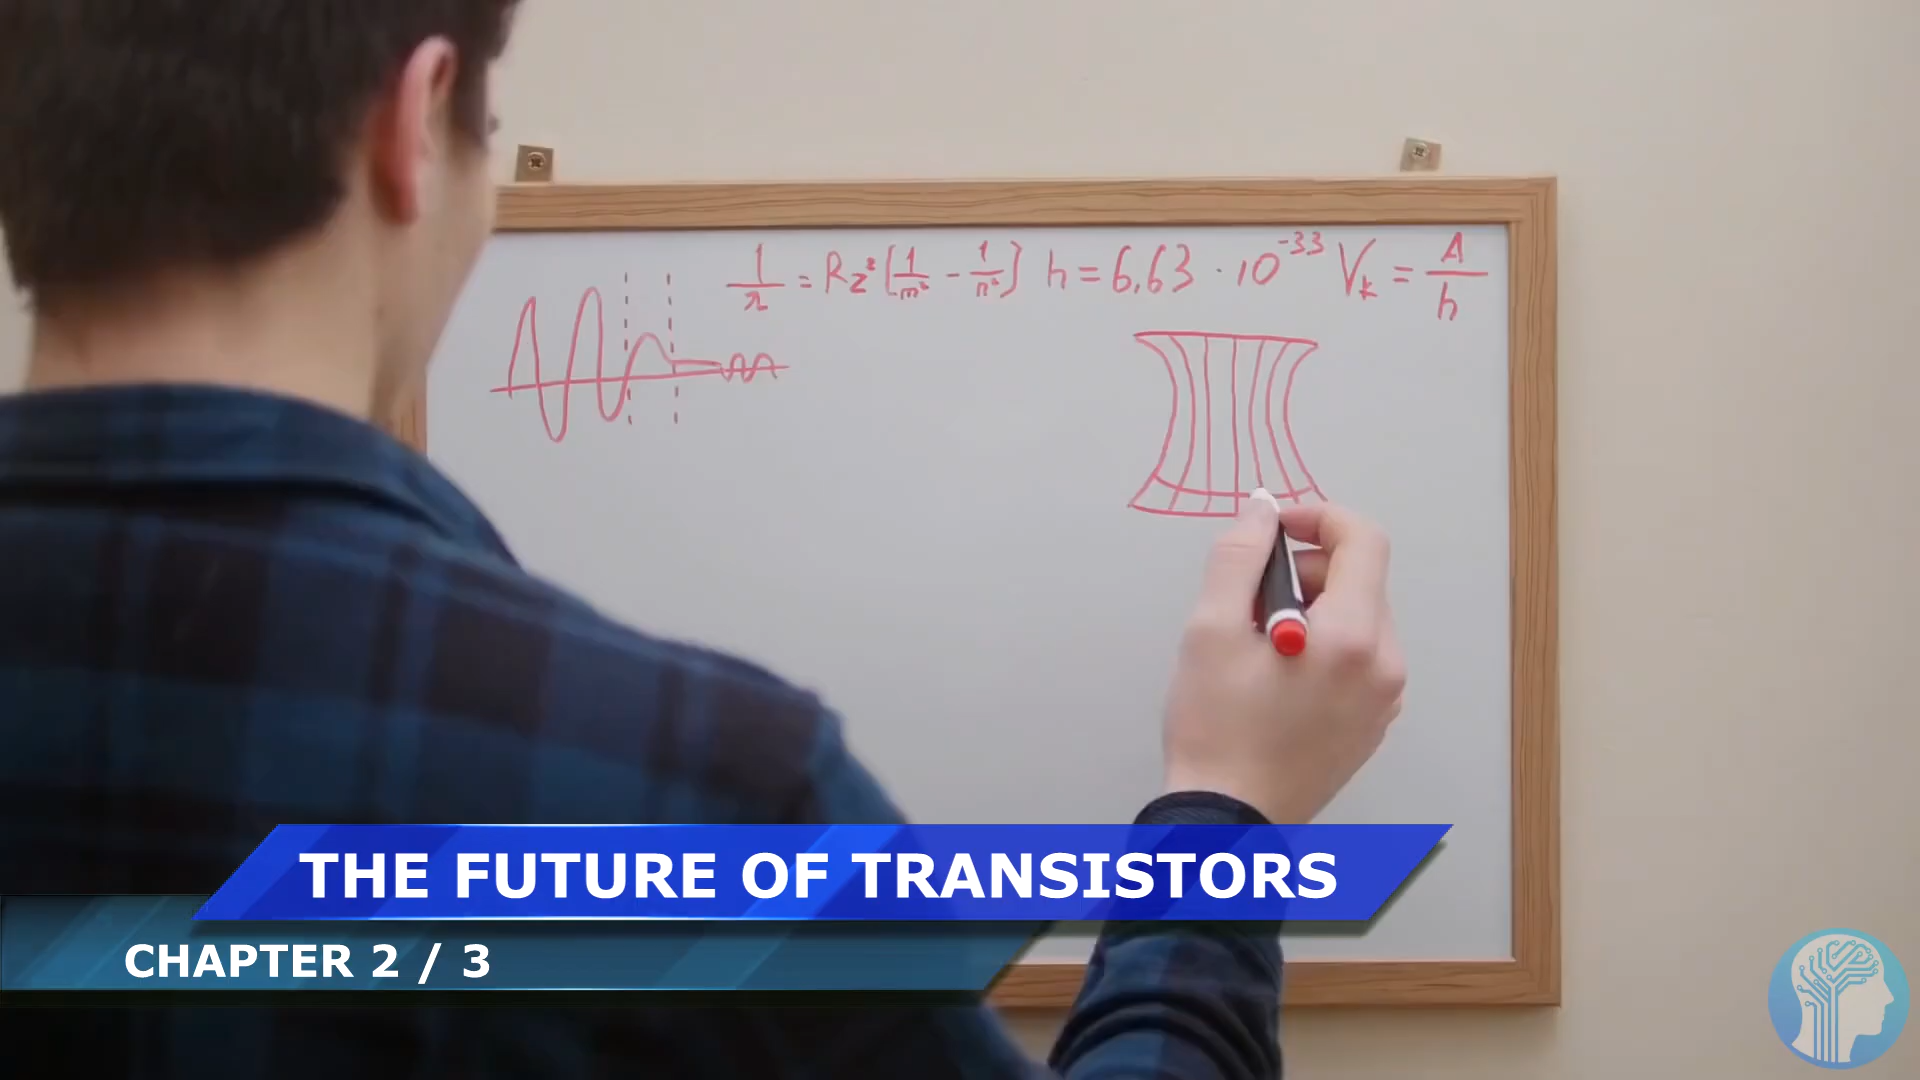 1/λ = Rz² [1/m² - 1/n²] h = 6,63 · 10⁻³³ Vₖ = A/h
THE FUTURE OF TRANSISTORS
CHAPTER 2 / 3